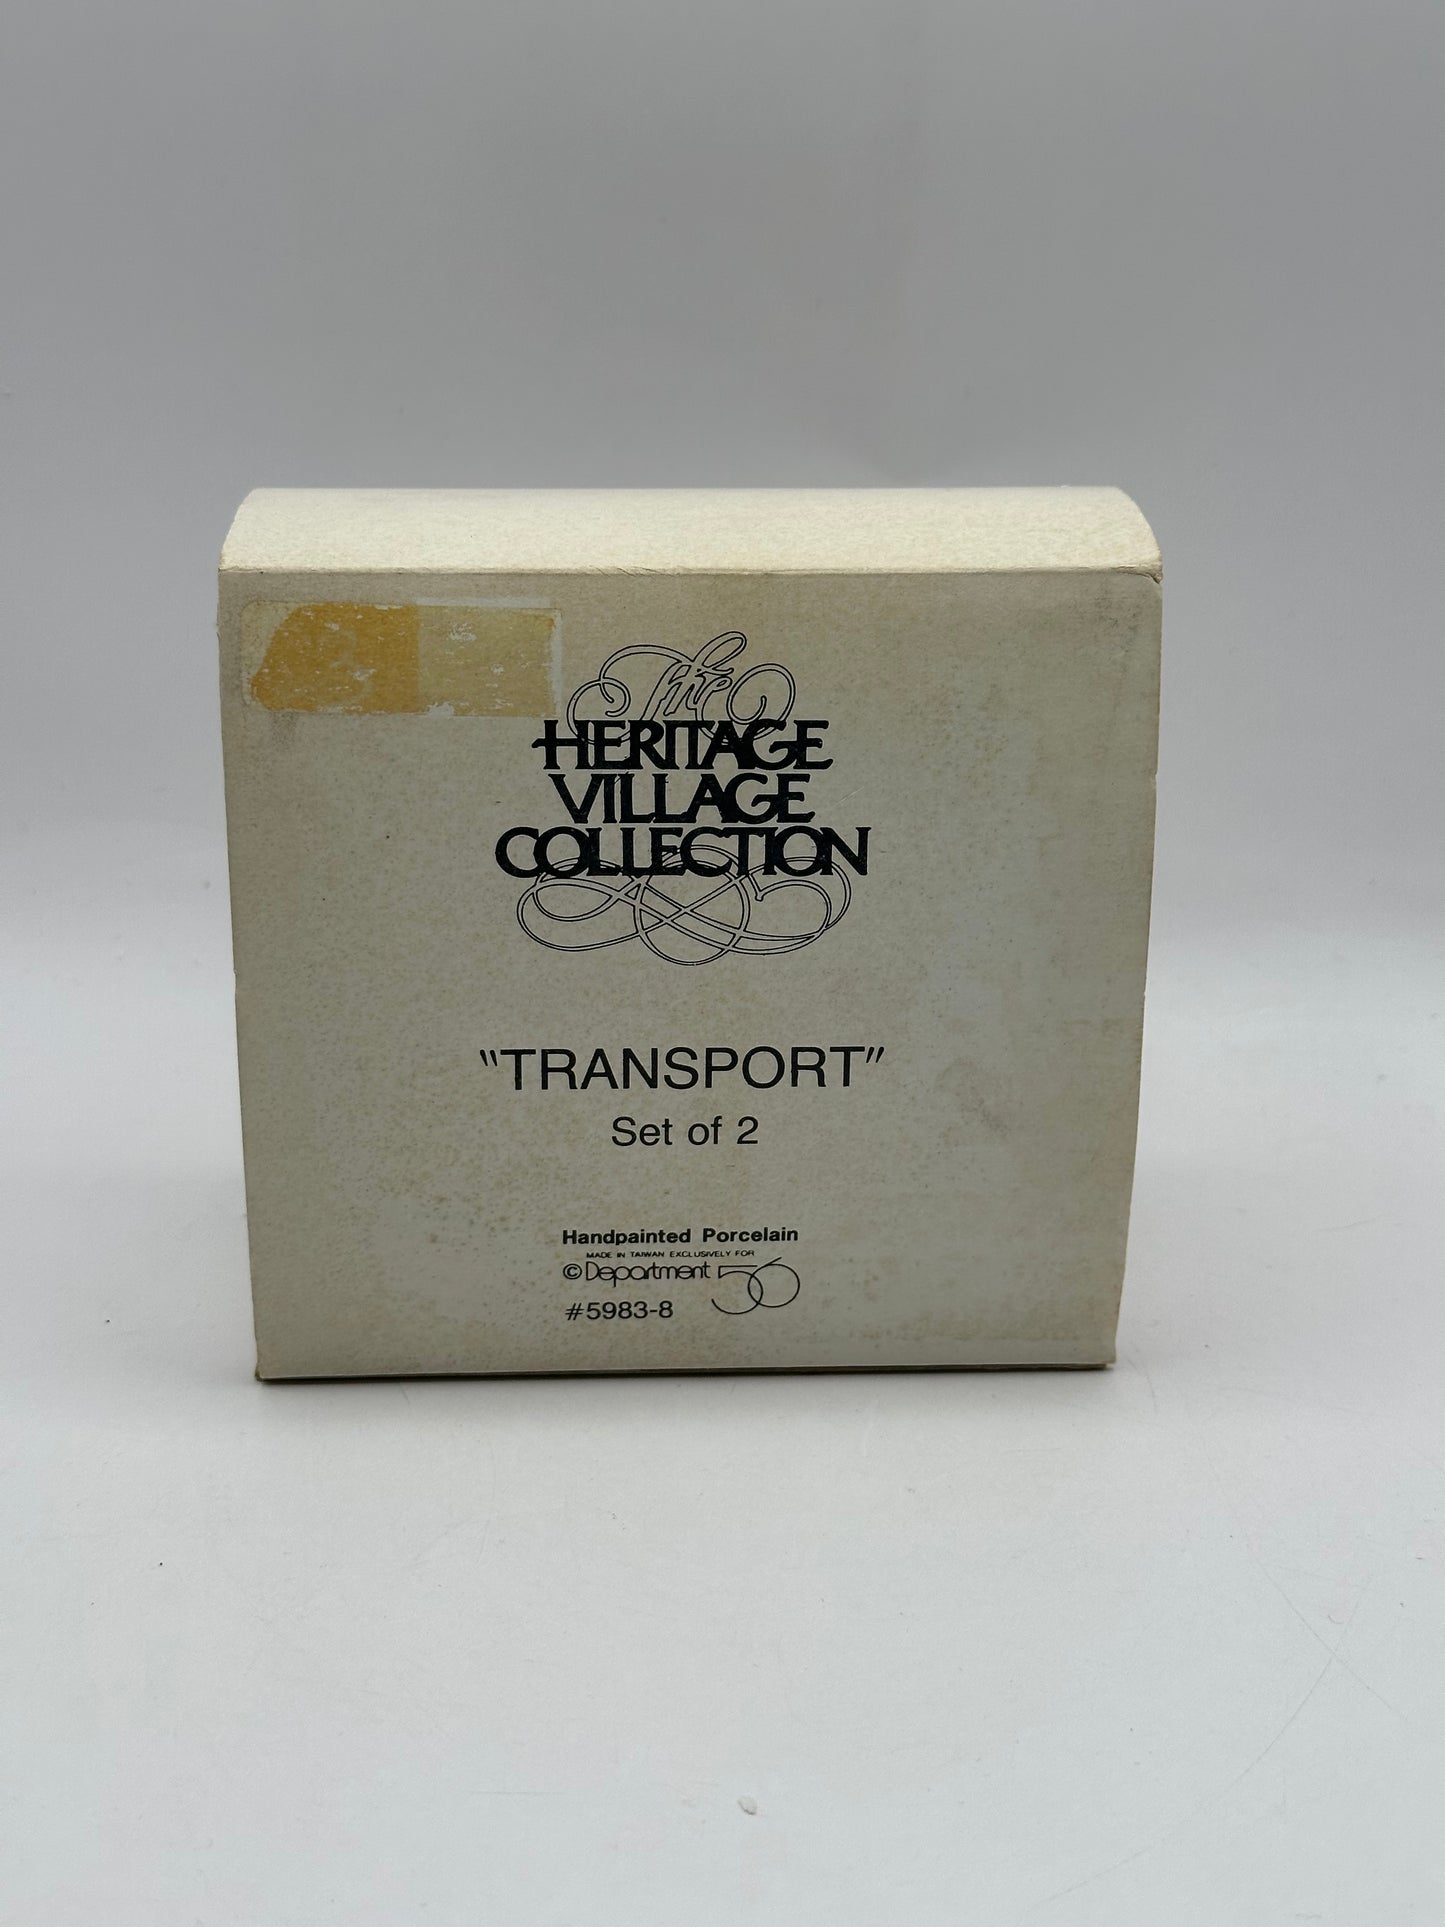 The
HERITAGE
VILLAGE
COLLECTION
"TRANSPORT"
Set of 2
Handpainted Porcelain
MADE IN TAIWAN EXCLUSIVELY FOR
©Department 56
#5983-8